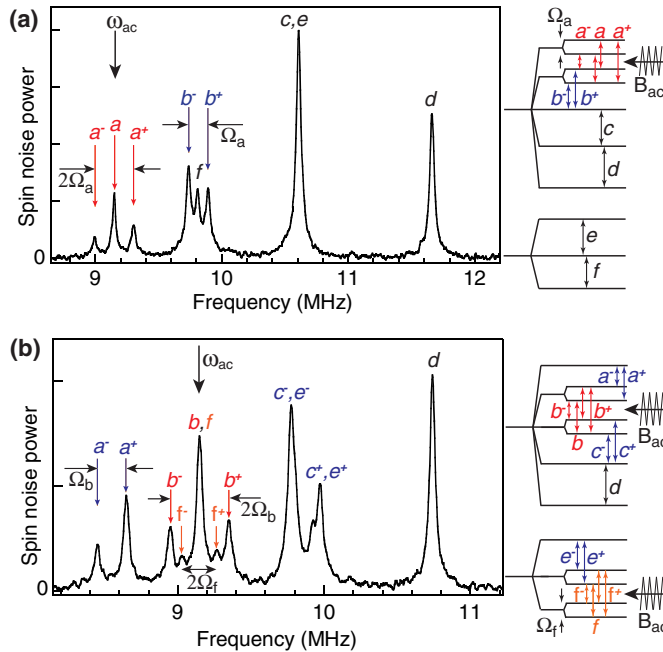 (a)
ω_ac
c,e
d
a⁻ a a⁺
b⁻ b⁺
f
Ω_a
2Ω_a
Spin noise power
0
9 10 11 12
Frequency (MHz)
Ω_a
a⁻ a a⁺
B_ac
b⁻ b⁺
c
d
e
f
(b)
ω_ac
d
c⁻,e⁻
b,f
a⁻ a⁺
c⁺,e⁺
Ω_b
b⁻ b⁺
2Ω_b
f⁻ f⁺
2Ω_f
Spin noise power
0
9 10 11
Frequency (MHz)
a⁻ a⁺
b⁻ b⁺
b
B_ac
c⁻ c⁺
d
e⁻ e⁺
f⁻ f⁺
f
Ω_f
B_ac